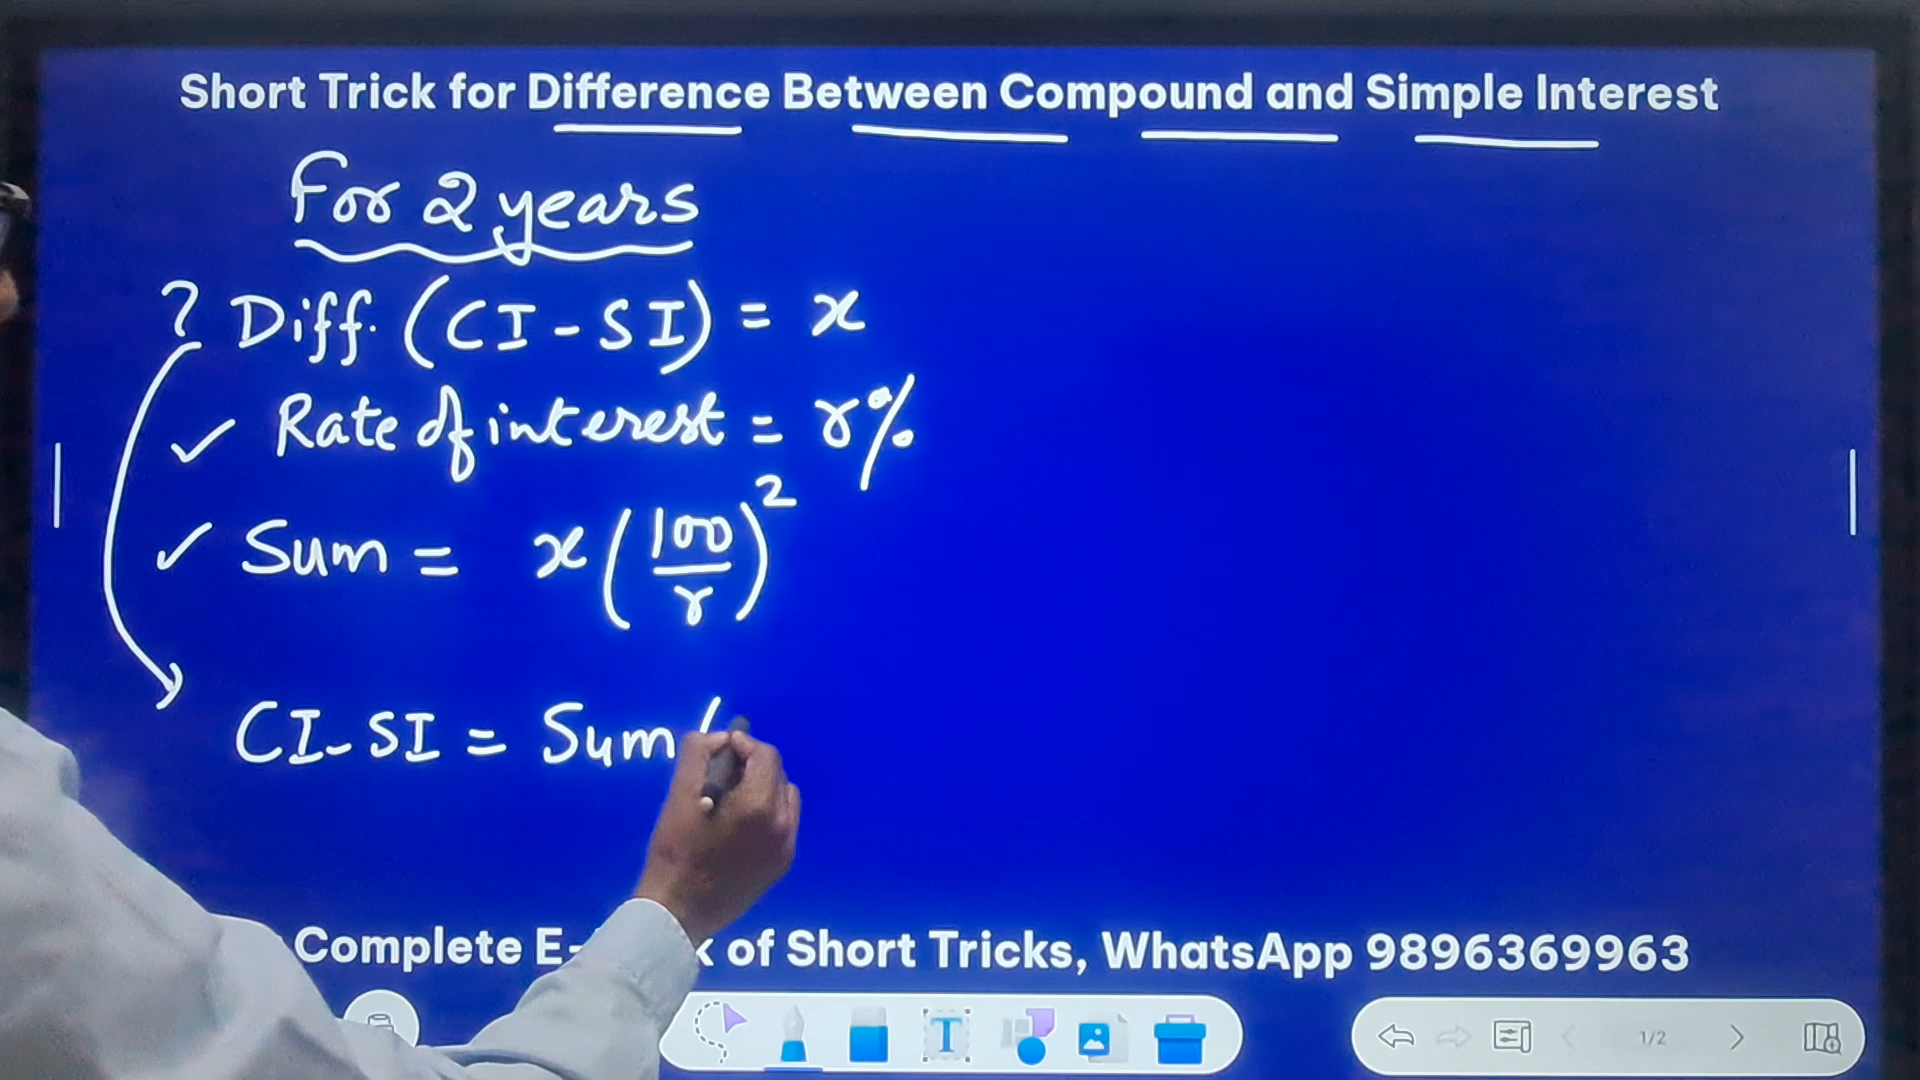 Short Trick for Difference Between Compound and Simple Interest
For 2 years
? Diff. (CI - SI) = x
✓ Rate of interest = r%
✓ Sum = x(100/r)²
CI - SI = Sum (
Complete E- k of Short Tricks, WhatsApp 9896369963
T
1/2